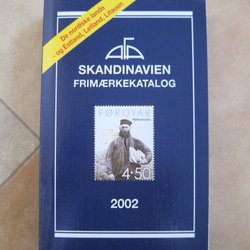 De nordiske lande
- og Estland, Letland, Litauen
AFA
SKANDINAVIEN
FRIMÆRKEKATALOG
FØROYAR
4·50
2002